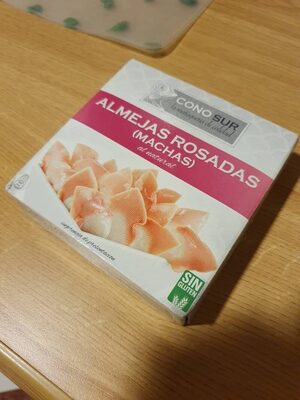 CONO SUR
ALMEJAS ROSADAS
(MACHAS)
al natural
SIN
GLUTEN